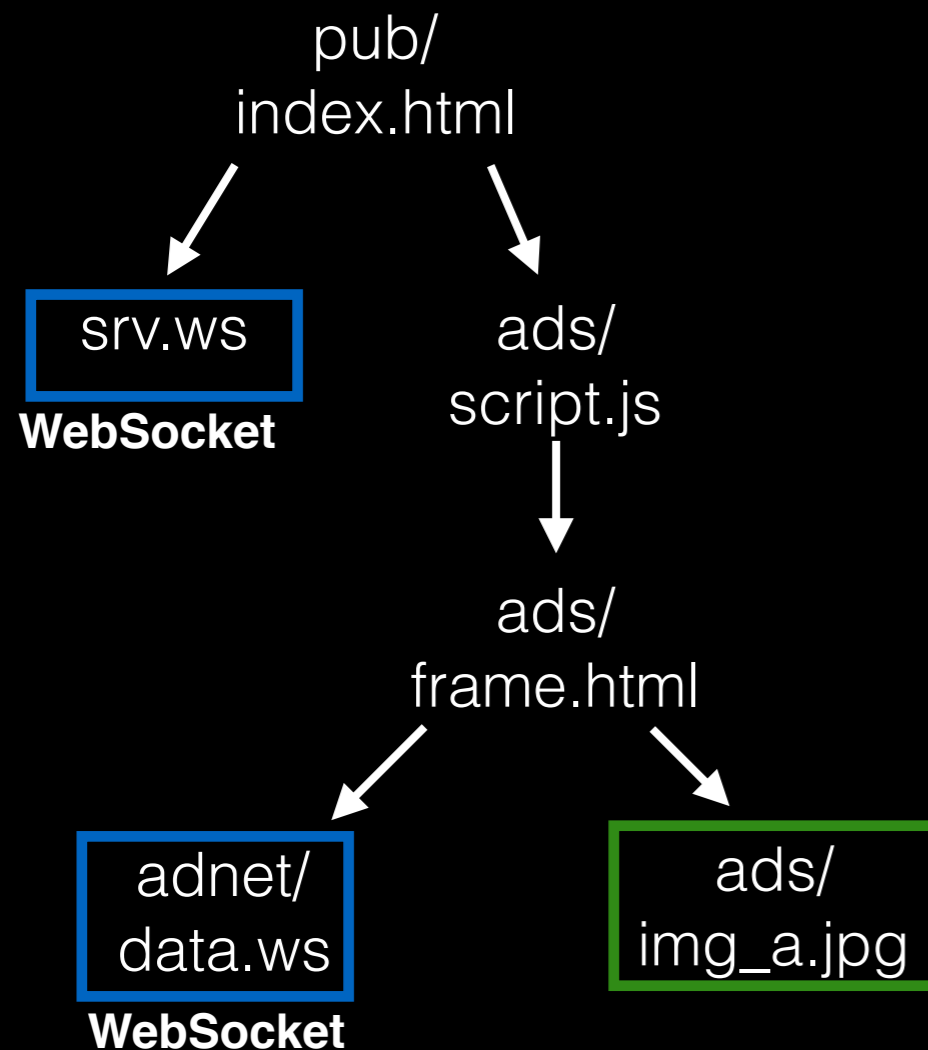 pub/
index.html
srv.ws
WebSocket
ads/
script.js
ads/
frame.html
adnet/
data.ws
WebSocket
ads/
img_a.jpg